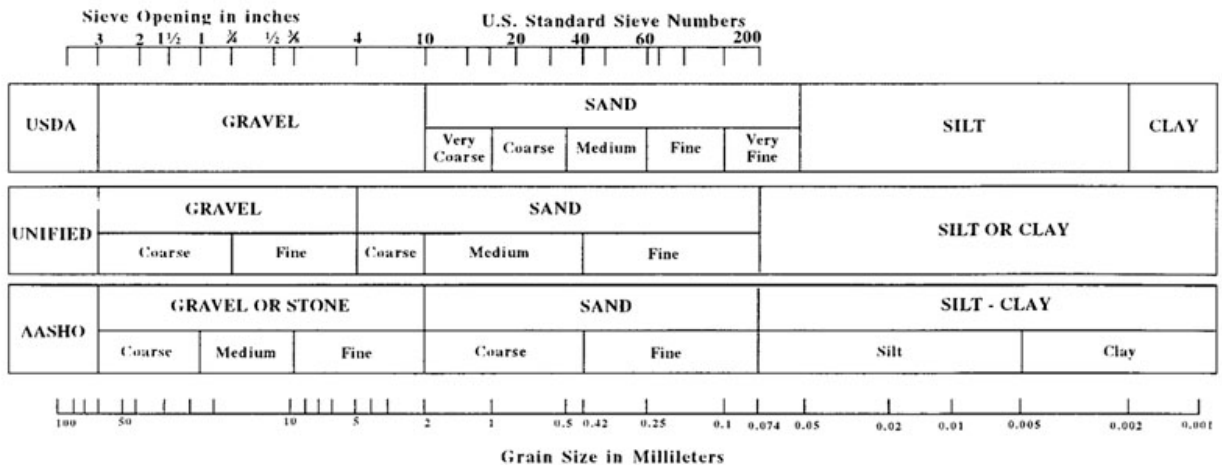 Sieve Opening in inches U.S. Standard Sieve Numbers
3 2 1½ 1 ¾ ½ ⅜ 4 10 20 40 60 200
USDA GRAVEL SAND SILT CLAY
Very Coarse Coarse Medium Fine Very Fine
UNIFIED GRAVEL SAND SILT OR CLAY
Coarse Fine Coarse Medium Fine
AASHO GRAVEL OR STONE SAND SILT - CLAY
Coarse Medium Fine Coarse Fine Silt Clay
100 50 10 5 2 1 0.5 0.42 0.25 0.1 0.074 0.05 0.02 0.01 0.005 0.002 0.001
Grain Size in Millileters